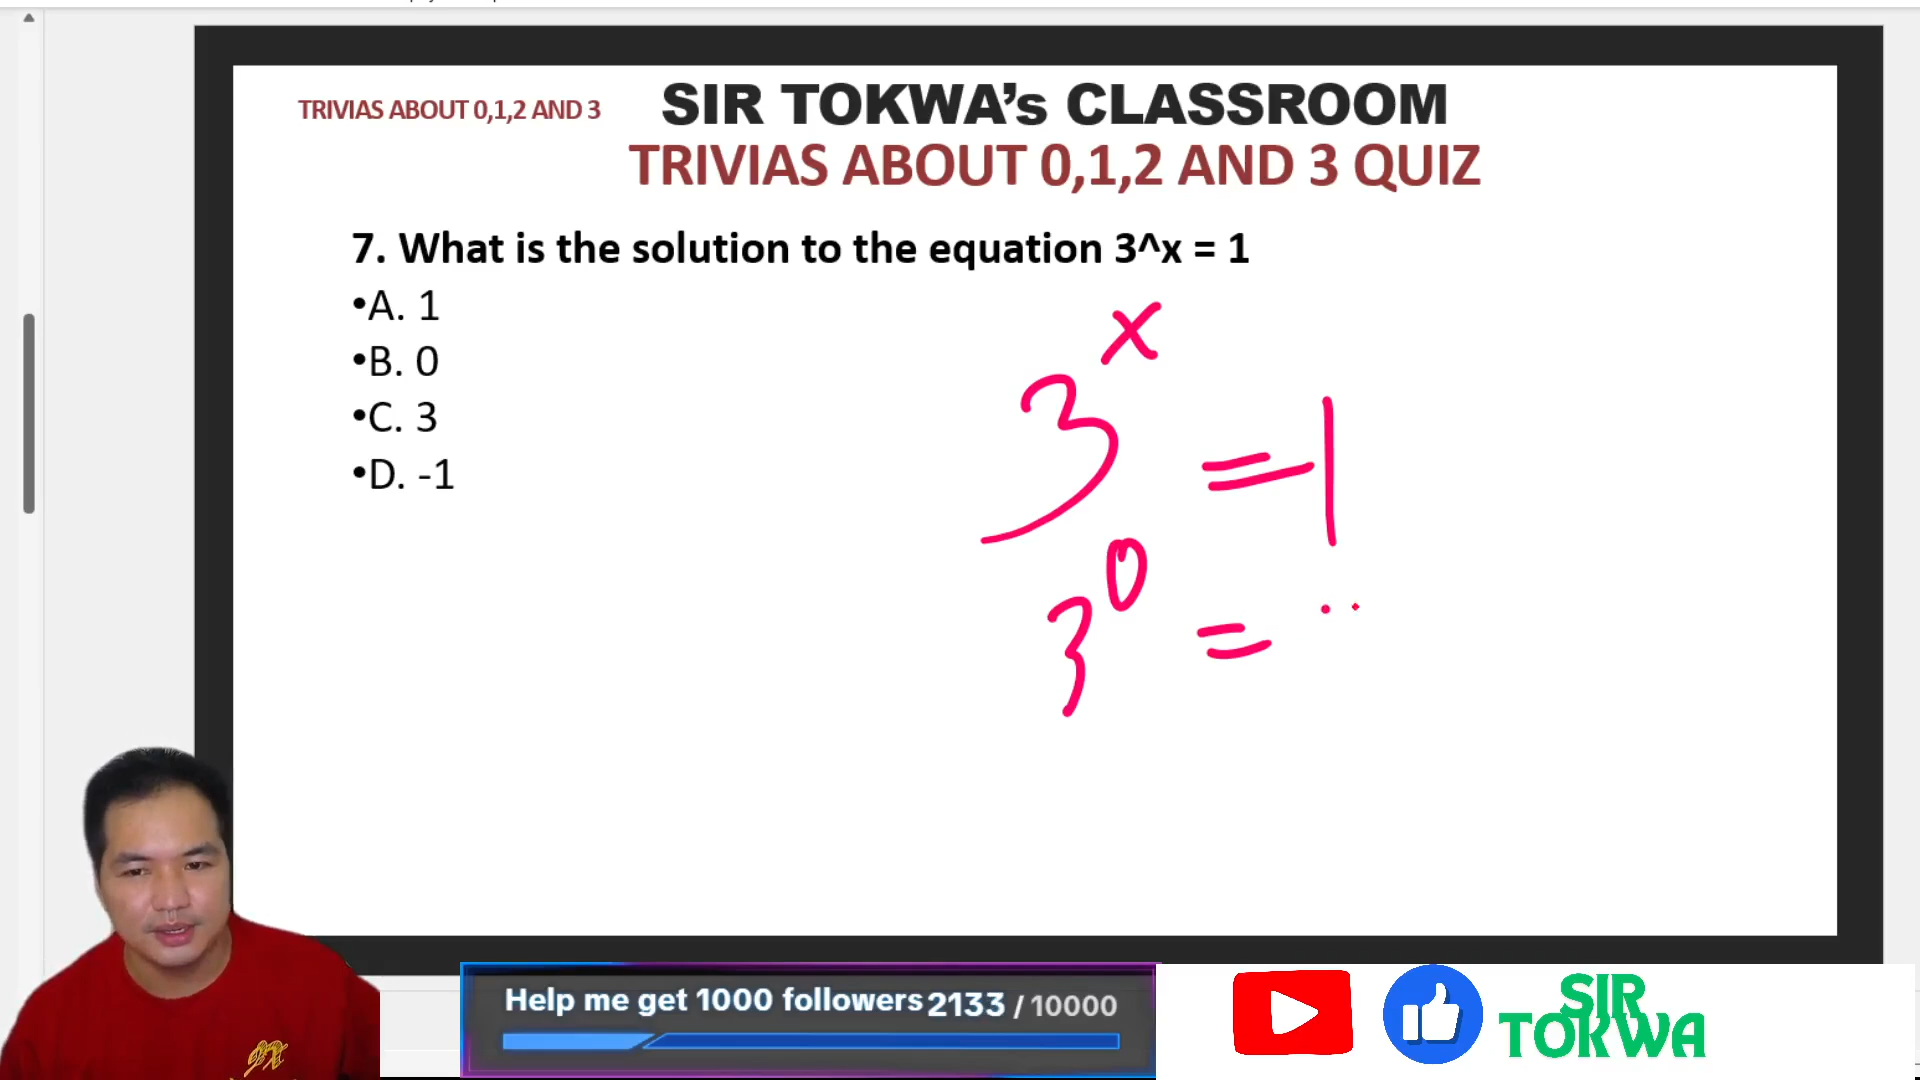 TRIVIAS ABOUT 0,1,2 AND 3
SIR TOKWA's CLASSROOM
TRIVIAS ABOUT 0,1,2 AND 3 QUIZ
7. What is the solution to the equation 3^x = 1
•A. 1
•B. 0
•C. 3
•D. -1
3^x = 1
3^0 =
Help me get 1000 followers 2133 / 10000
SIR
TOKWA